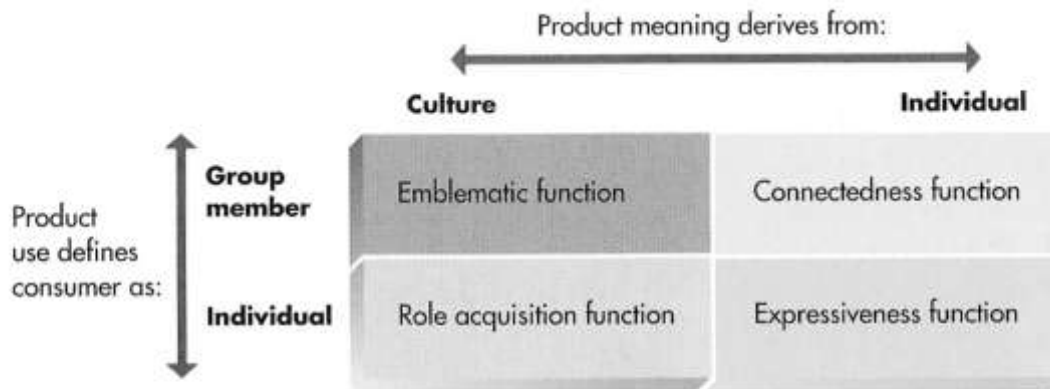 Product meaning derives from:
Culture
Individual
Group
member
Emblematic function
Connectedness function
Product
use defines
consumer as:
Individual
Role acquisition function
Expressiveness function